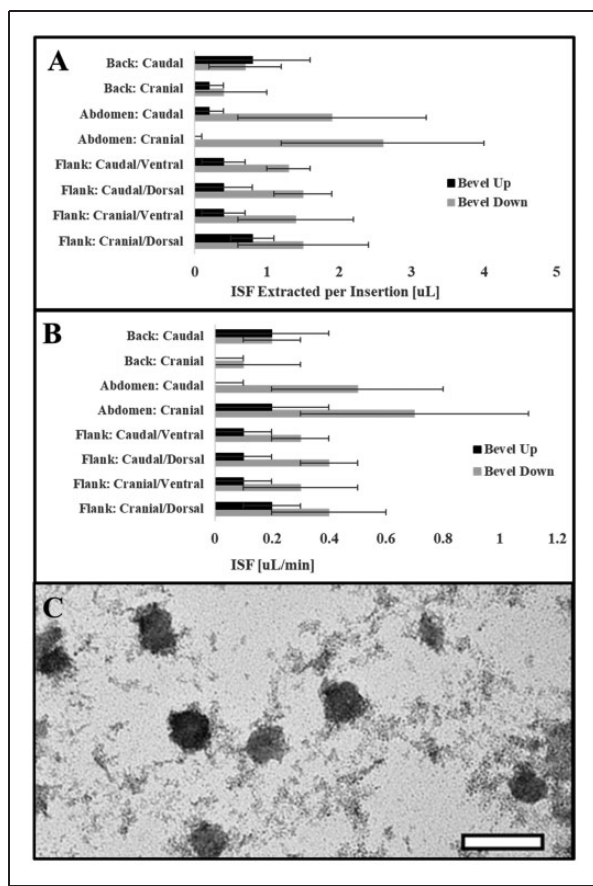 A
Back: Caudal
Back: Cranial
Abdomen: Caudal
Abdomen: Cranial
Flank: Caudal/Ventral
Flank: Caudal/Dorsal
Flank: Cranial/Ventral
Flank: Cranial/Dorsal
Bevel Up
Bevel Down
0 1 2 3 4 5
ISF Extracted per Insertion [uL]
B
Back: Caudal
Back: Cranial
Abdomen: Caudal
Abdomen: Cranial
Flank: Caudal/Ventral
Flank: Caudal/Dorsal
Flank: Cranial/Ventral
Flank: Cranial/Dorsal
Bevel Up
Bevel Down
0 0.2 0.4 0.6 0.8 1 1.2
ISF [uL/min]
C